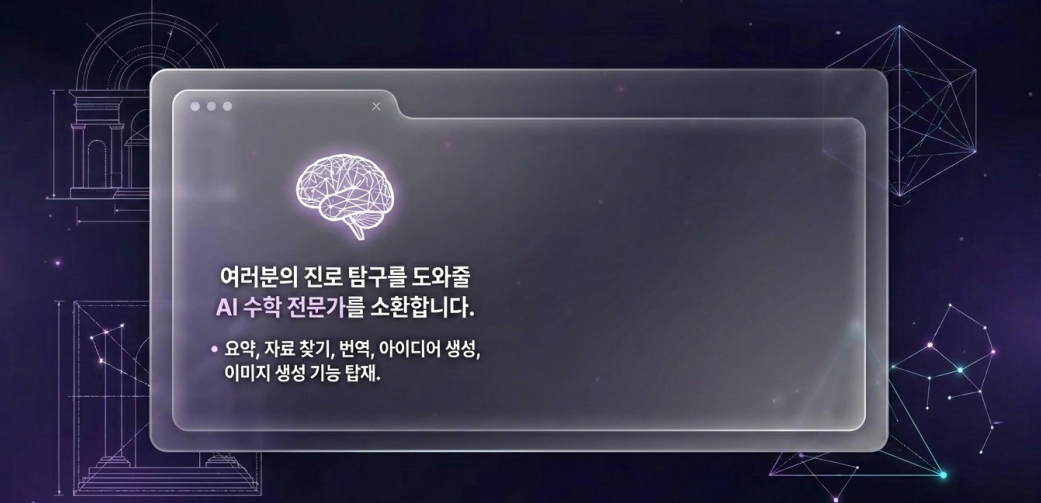 여러분의 진로 탐구를 도와줄
AI 수학 전문가를 소환합니다.
• 요약, 자료 찾기, 번역, 아이디어 생성,
이미지 생성 기능 탑재.